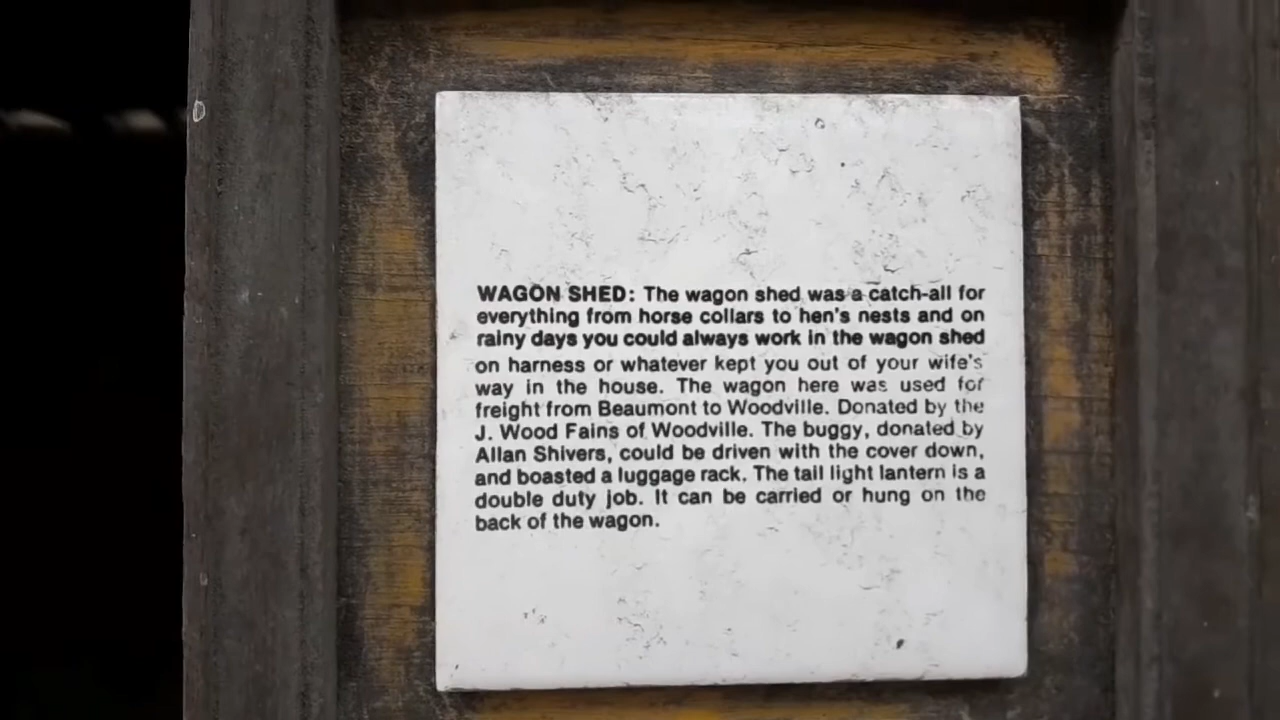 WAGON SHED: The wagon shed was a catch-all for
everything from horse collars to hen's nests and on
rainy days you could always work in the wagon shed
on harness or whatever kept you out of your wife's
way in the house. The wagon here was used for
freight from Beaumont to Woodville. Donated by the
J. Wood Fains of Woodville. The buggy, donated by
Allan Shivers, could be driven with the cover down,
and boasted a luggage rack. The tail light lantern is a
double duty job. It can be carried or hung on the
back of the wagon.